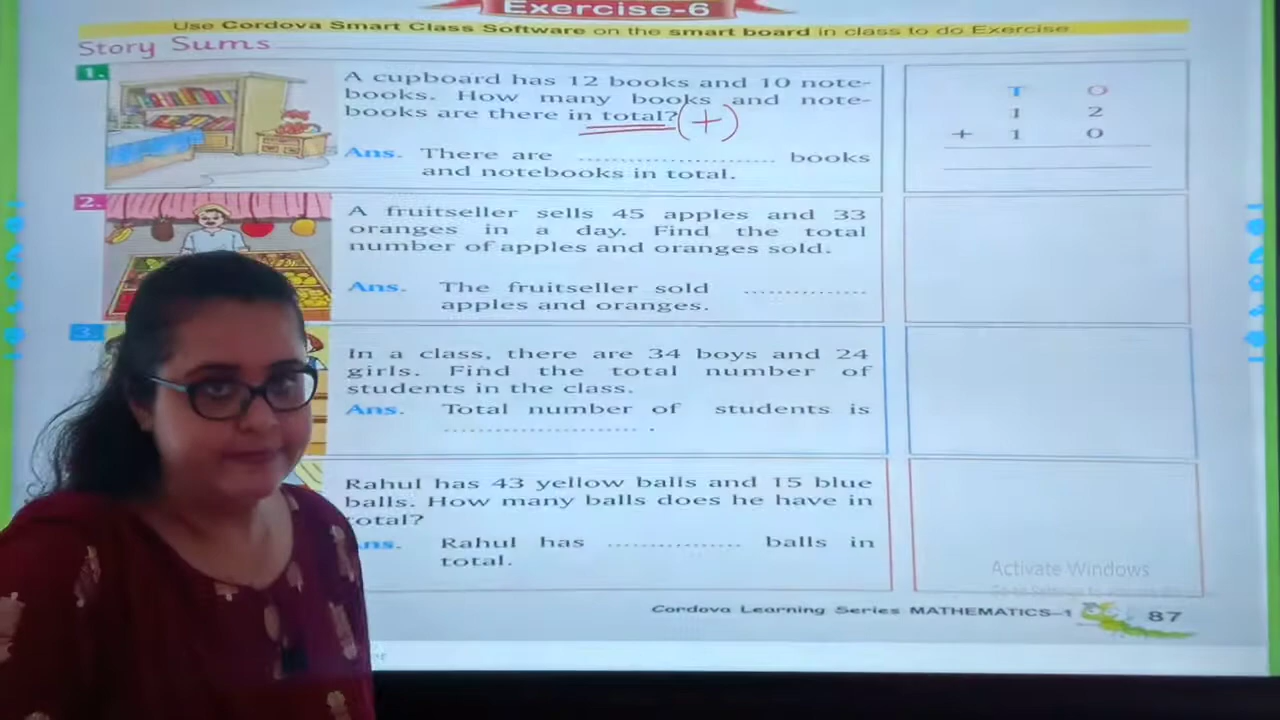 Exercise-6
Use Cordova Smart Class Software on the smart board in class to do Exercise
Story Sums
1.
A cupboard has 12 books and 10 note-
books. How many books and note-
books are there in total? (+)
Ans. There are ........................... books
and notebooks in total.
T O
1 2
+ 1 0
2.
A fruitseller sells 45 apples and 33
oranges in a day. Find the total
number of apples and oranges sold.
Ans. The fruitseller sold ................
apples and oranges.
3.
In a class, there are 34 boys and 24
girls. Find the total number of
students in the class.
Ans. Total number of students is
.......................... .
Rahul has 43 yellow balls and 15 blue
balls. How many balls does he have in
total?
Ans. Rahul has .................. balls in
total.
Activate Windows
Cordova Learning Series MATHEMATICS-1 87